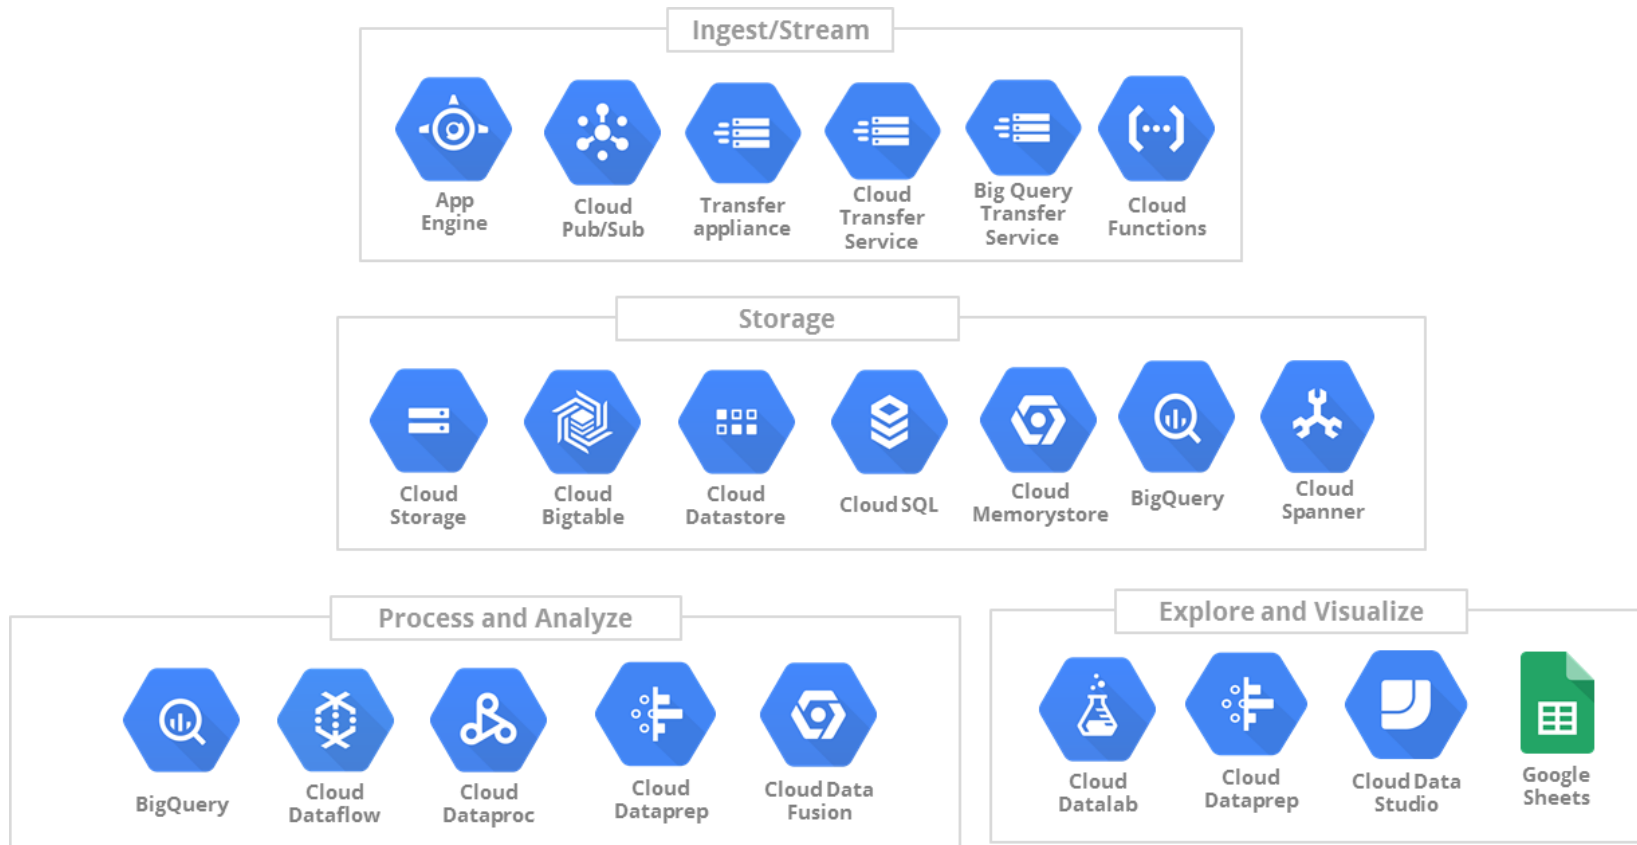 Ingest/Stream
App
Engine
Cloud
Pub/Sub
Transfer
appliance
Cloud
Transfer
Service
Big Query
Transfer
Service
Cloud
Functions
Storage
Cloud
Storage
Cloud
Bigtable
Cloud
Datastore
Cloud SQL
Cloud
Memorystore
BigQuery
Cloud
Spanner
Process and Analyze
BigQuery
Cloud
Dataflow
Cloud
Dataproc
Cloud
Dataprep
Cloud Data
Fusion
Explore and Visualize
Cloud
Datalab
Cloud
Dataprep
Cloud Data
Studio
Google
Sheets